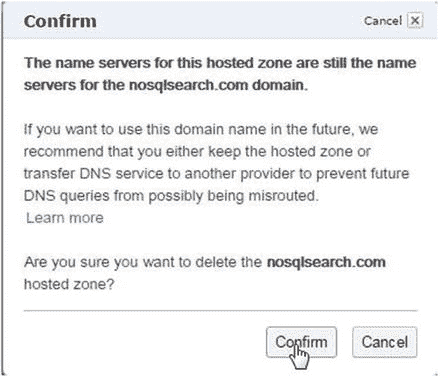 Confirm
Cancel
The name servers for this hosted zone are still the name
servers for the nosqlsearch.com domain.
If you want to use this domain name in the future, we
recommend that you either keep the hosted zone or
transfer DNS service to another provider to prevent future
DNS queries from possibly being misrouted.
Learn more
Are you sure you want to delete the nosqlsearch.com
hosted zone?
Confirm
Cancel